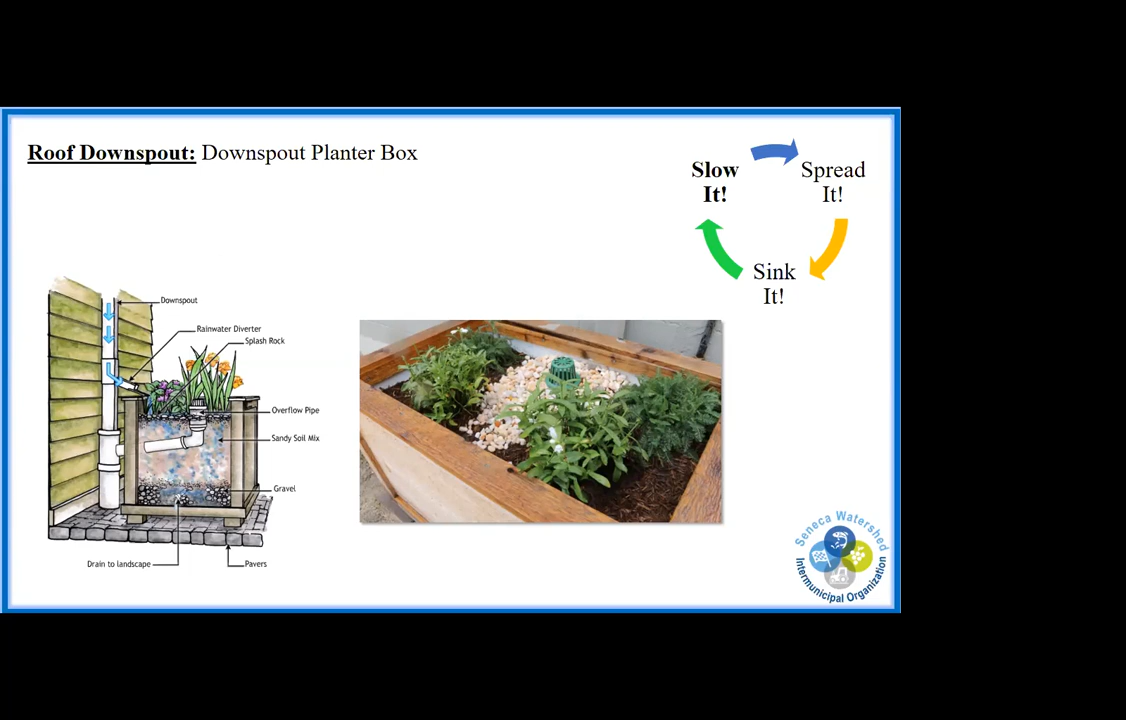 Roof Downspout: Downspout Planter Box
Slow
It!
Spread
It!
Sink
It!
Downspout
Rainwater Diverter
Splash Rock
Overflow Pipe
Sandy Soil Mix
Gravel
Drain to landscape
Pavers
Seneca Watershed
Intermunicipal Organization